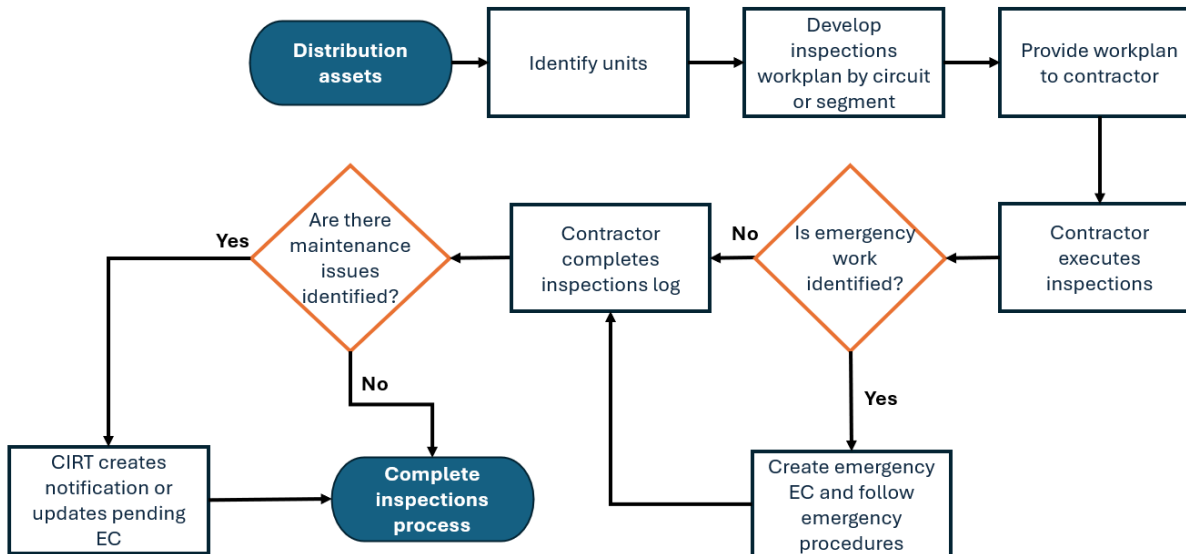 Distribution
assets
Identify units
Develop
inspections
workplan by circuit
or segment
Provide workplan
to contractor
Contractor
executes
inspections
Is emergency
work
identified?
No
Yes
Create emergency
EC and follow
emergency
procedures
Contractor
completes
inspections log
Are there
maintenance
issues
identified?
Yes
No
CIRT creates
notification or
updates pending
EC
Complete
inspections
process